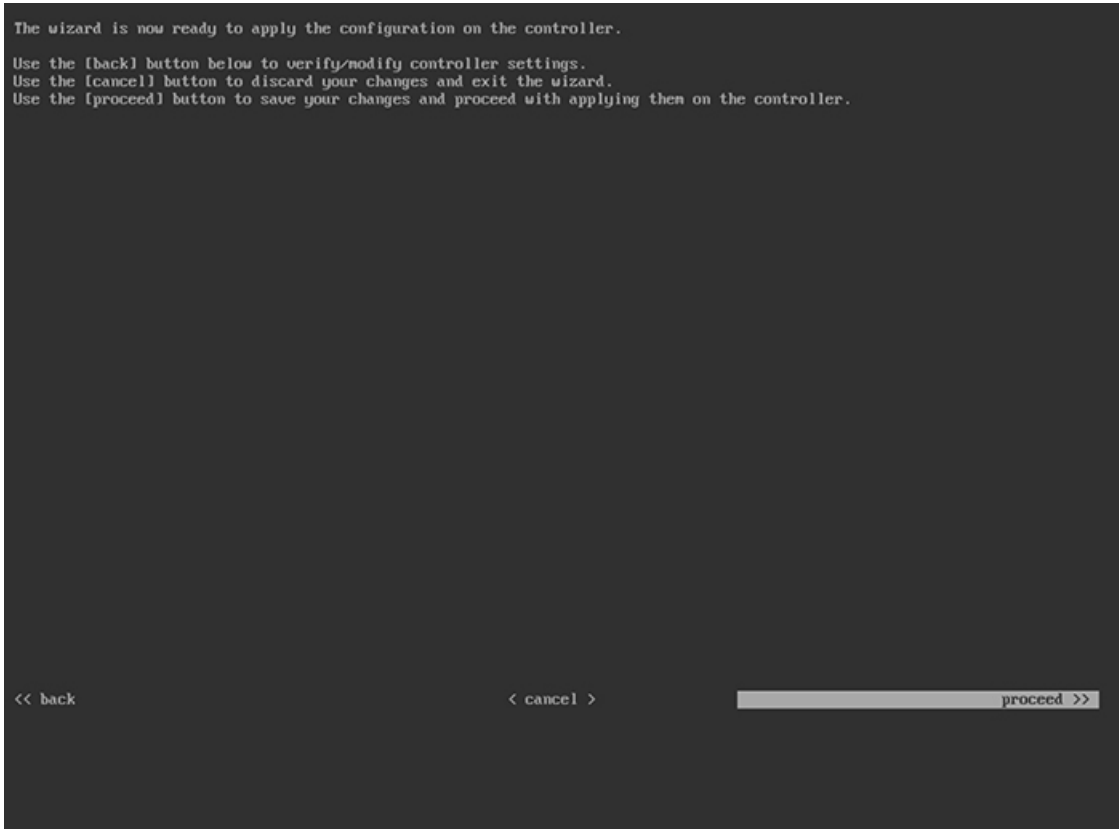 The wizard is now ready to apply the configuration on the controller.
Use the [back] button below to verify/modify controller settings.
Use the [cancel] button to discard your changes and exit the wizard.
Use the [proceed] button to save your changes and proceed with applying them on the controller.
<< back < cancel > proceed >>